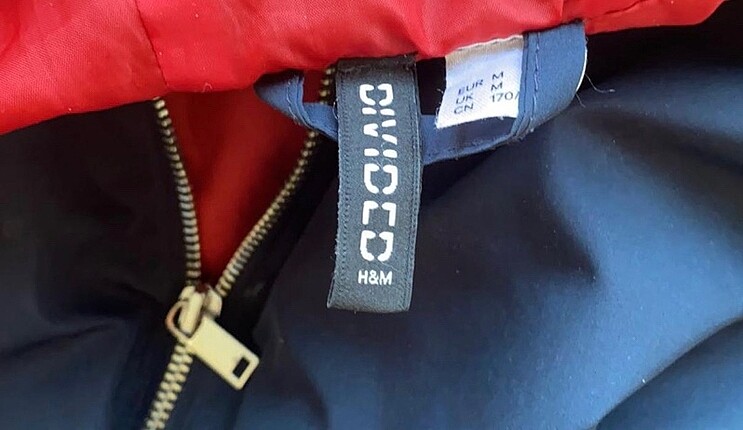 DIVIDED
H&M
EUR M
UK M
CN 170/